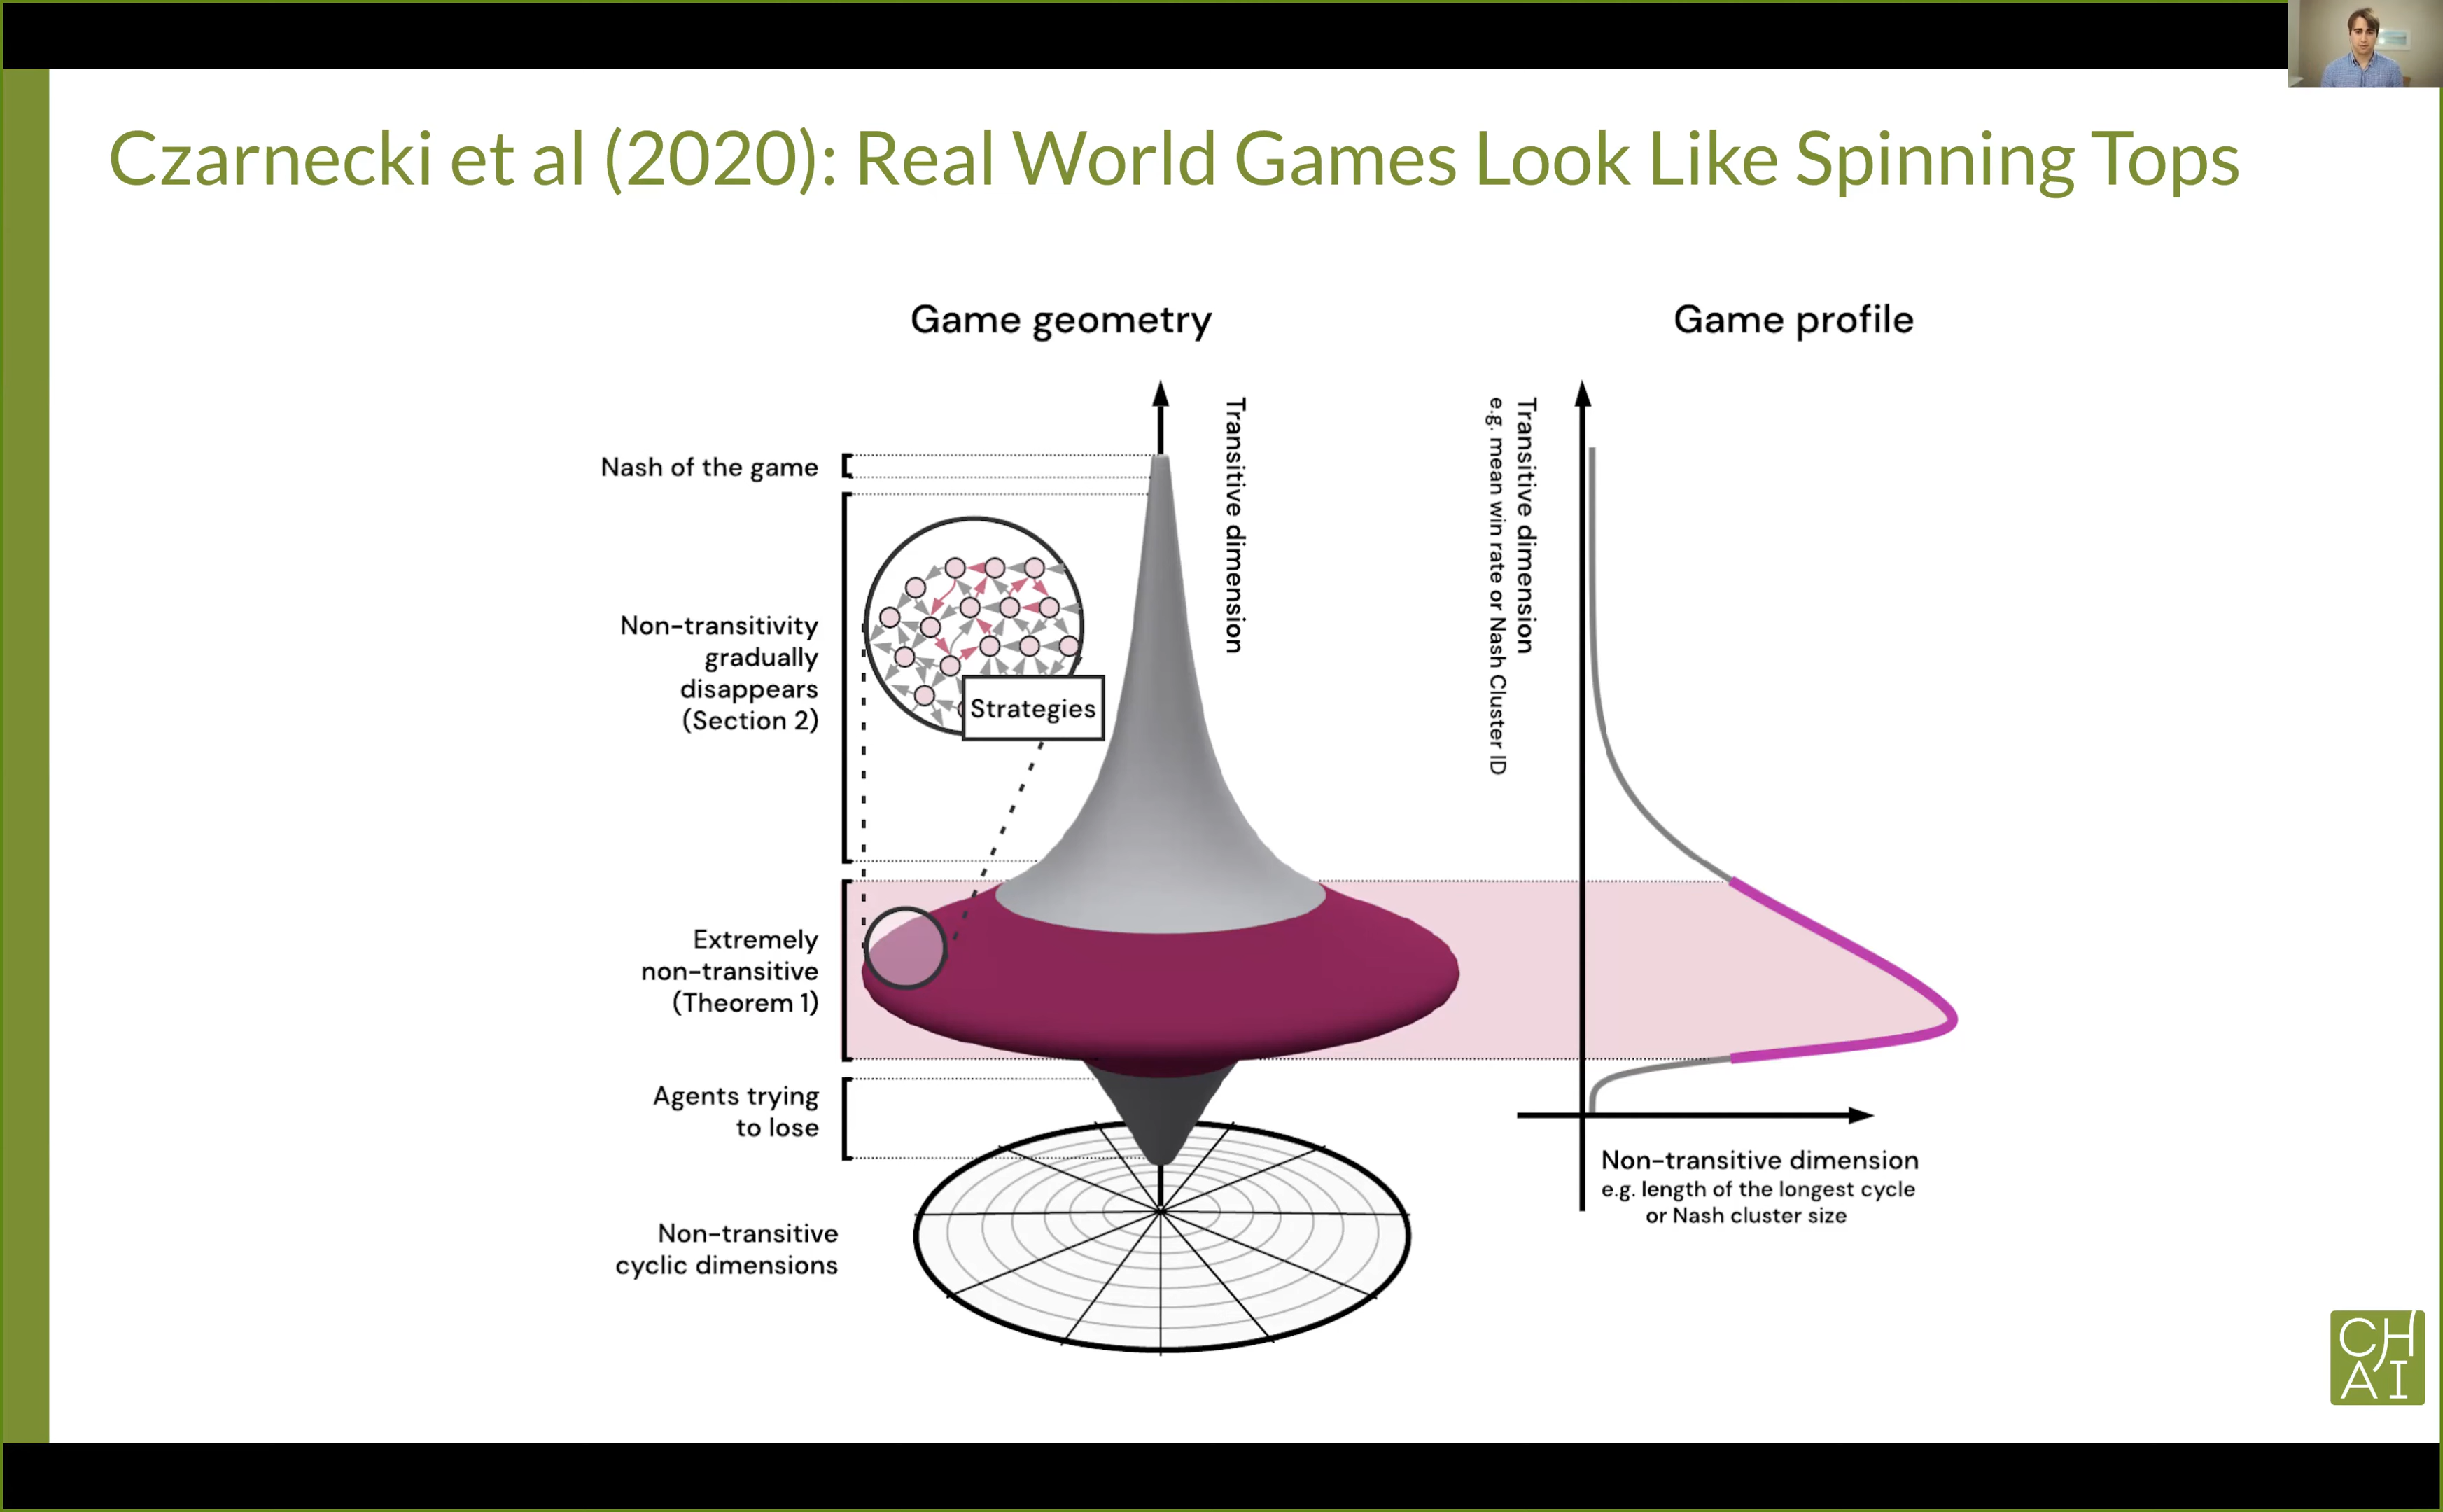 Czarnecki et al (2020): Real World Games Look Like Spinning Tops
Game geometry
Game profile
Transitive dimension
Transitive dimension
e.g. mean win rate or Nash Cluster ID
Nash of the game
Non-transitivity
gradually
disappears
(Section 2)
Strategies
Extremely
non-transitive
(Theorem 1)
Agents trying
to lose
Non-transitive
cyclic dimensions
Non-transitive dimension
e.g. length of the longest cycle
or Nash cluster size
CH
AI